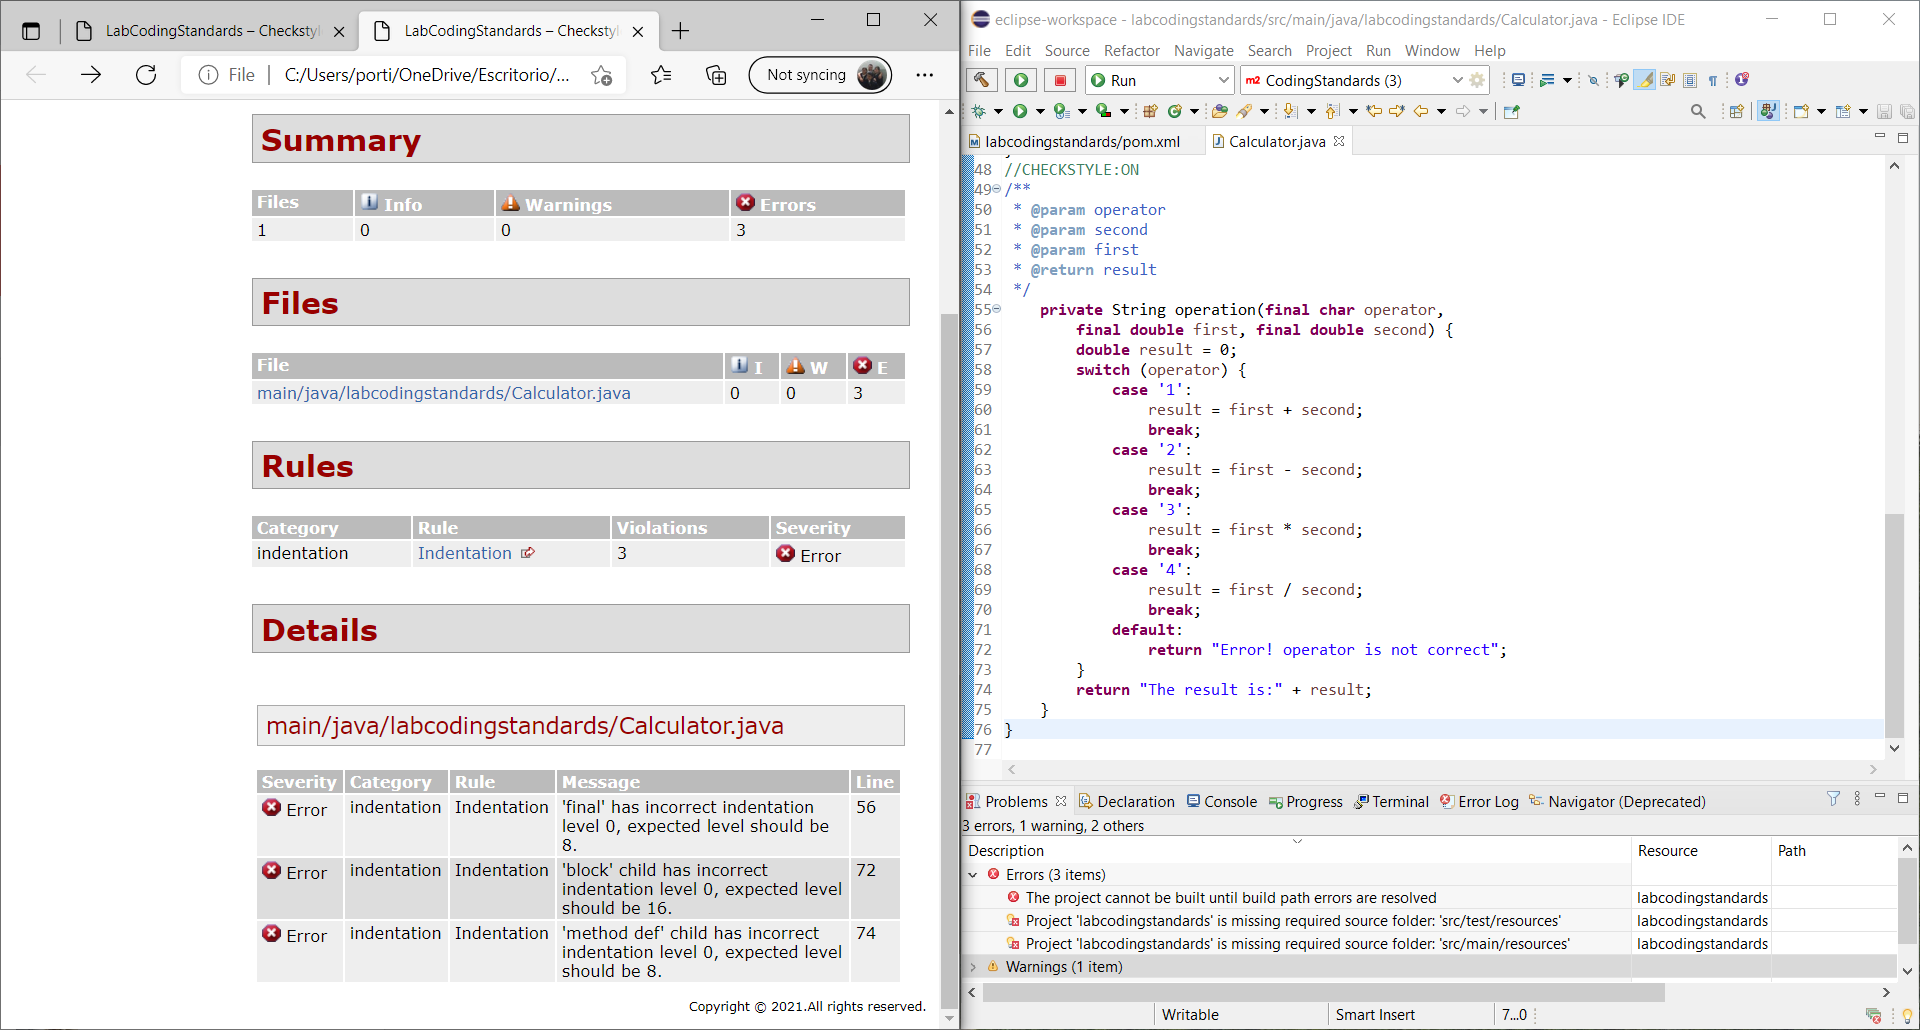 LabCodingStandards – Checkstyl
LabCodingStandards – Checkstyl
File
C:/Users/porti/OneDrive/Escritorio/...
Not syncing
Summary
Files Info Warnings Errors
1 0 0 3
Files
File I W E
main/java/labcodingstandards/Calculator.java 0 0 3
Rules
Category Rule Violations Severity
indentation Indentation 3 Error
Details
main/java/labcodingstandards/Calculator.java
Severity Category Rule Message Line
Error indentation Indentation 'final' has incorrect indentation 56
level 0, expected level should be
8.
Error indentation Indentation 'block' child has incorrect 72
indentation level 0, expected level
should be 16.
Error indentation Indentation 'method def' child has incorrect 74
indentation level 0, expected level
should be 8.
Copyright © 2021.All rights reserved.
eclipse-workspace - labcodingstandards/src/main/java/labcodingstandards/Calculator.java - Eclipse IDE
File Edit Source Refactor Navigate Search Project Run Window Help
Run
m2 CodingStandards (3)
labcodingstandards/pom.xml
Calculator.java
48 //CHECKSTYLE:ON
49 /**
50 * @param operator
51 * @param second
52 * @param first
53 * @return result
54 */
55 private String operation(final char operator,
56 final double first, final double second) {
57 double result = 0;
58 switch (operator) {
59 case '1':
60 result = first + second;
61 break;
62 case '2':
63 result = first - second;
64 break;
65 case '3':
66 result = first * second;
67 break;
68 case '4':
69 result = first / second;
70 break;
71 default:
72 return "Error! operator is not correct";
73 }
74 return "The result is:" + result;
75 }
76 }
77
Problems Declaration Console Progress Terminal Error Log Navigator (Deprecated)
3 errors, 1 warning, 2 others
Description Resource Path
Errors (3 items)
The project cannot be built until build path errors are resolved labcodingstandards
Project 'labcodingstandards' is missing required source folder: 'src/test/resources' labcodingstandards
Project 'labcodingstandards' is missing required source folder: 'src/main/resources' labcodingstandards
Warnings (1 item)
Writable Smart Insert 7...0